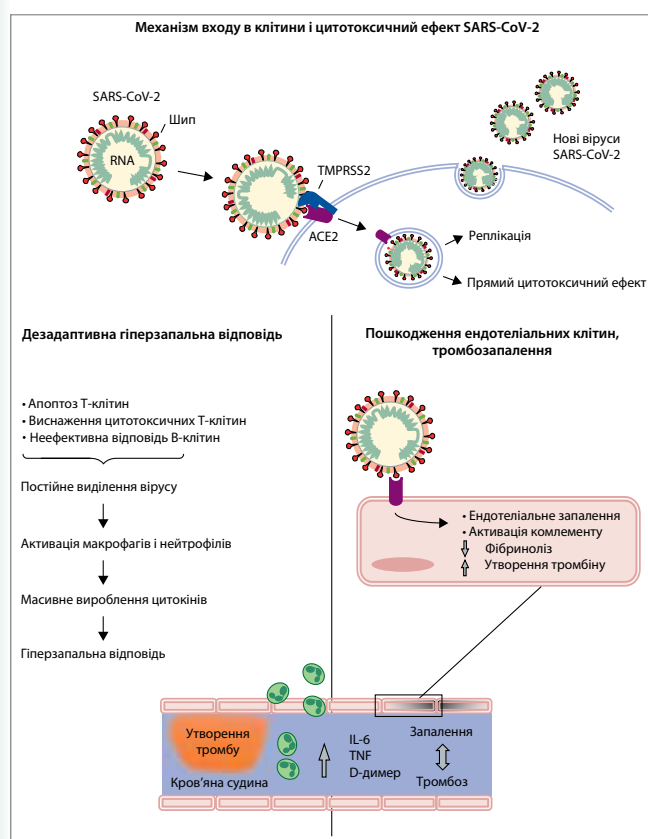 Механізм входу в клітини і цитотоксичний ефект SARS-CoV-2
SARS-CoV-2
Шип
RNA
TMPRSS2
ACE2
Нові віруси
SARS-CoV-2
Реплікація
Прямий цитотоксичний ефект
Дезадаптивна гіперзапальна відповідь
• Апоптоз Т-клітин
• Виснаження цитотоксичних Т-клітин
• Неефективна відповідь В-клітин
Постійне виділення вірусу
Активація макрофагів і нейтрофілів
Масивне вироблення цитокінів
Гіперзапальна відповідь
Пошкодження ендотеліальних клітин,
тромбозапалення
• Ендотеліальне запалення
• Активація комлементу
Фібриноліз
Утворення тромбіну
Утворення
тромбу
Кров'яна судина
IL-6
TNF
D-димер
Запалення
Тромбоз